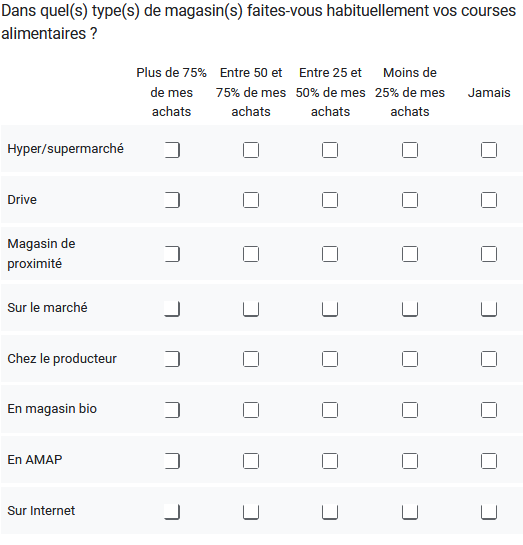 Dans quel(s) type(s) de magasin(s) faites-vous habituellement vos courses
alimentaires ?
Plus de 75% Entre 50 et Entre 25 et Moins de
de mes 75% de mes 50% de mes 25% de mes Jamais
achats achats achats achats
Hyper/supermarché
Drive
Magasin de
proximité
Sur le marché
Chez le producteur
En magasin bio
En AMAP
Sur Internet